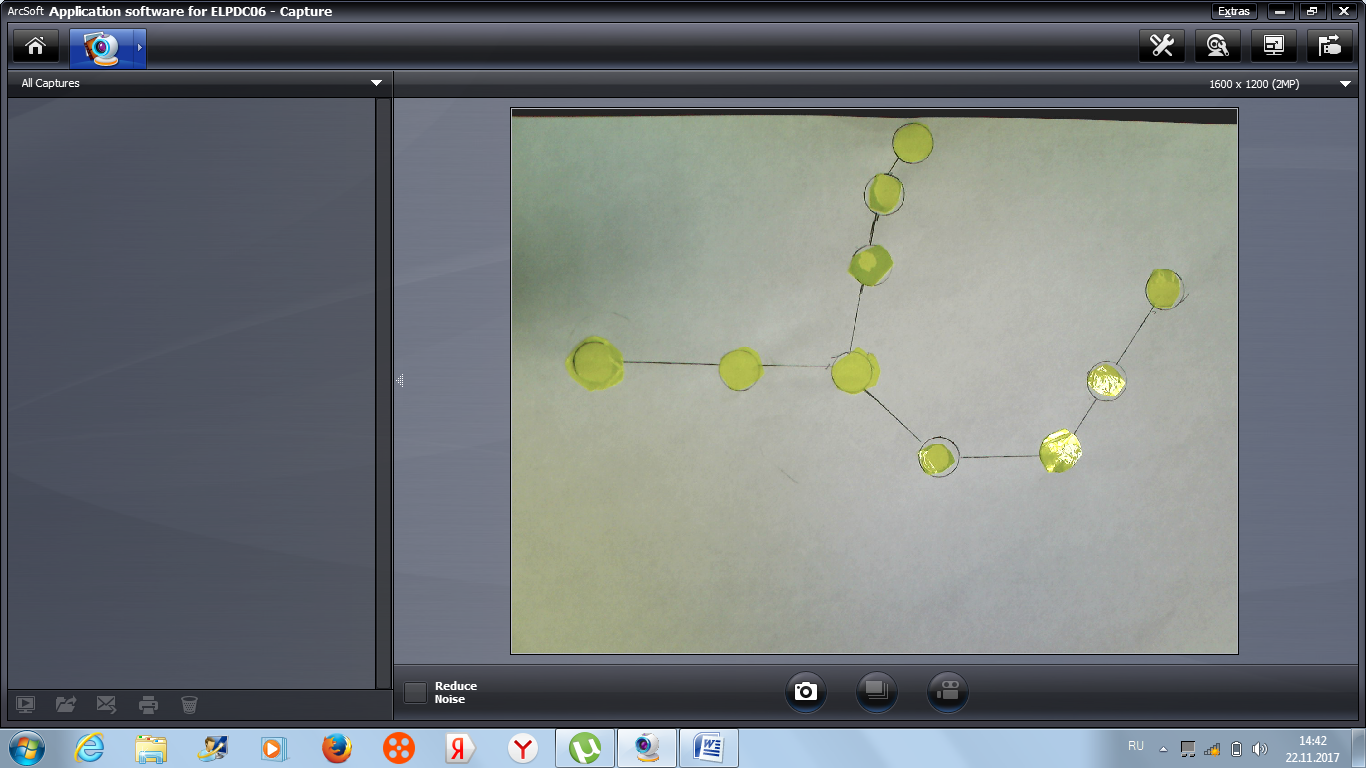 ArcSoft Application software for ELPDC06 - Capture
Extras
All Captures
1600 x 1200 (2MP)
Reduce
Noise
RU
14:42
22.11.2017